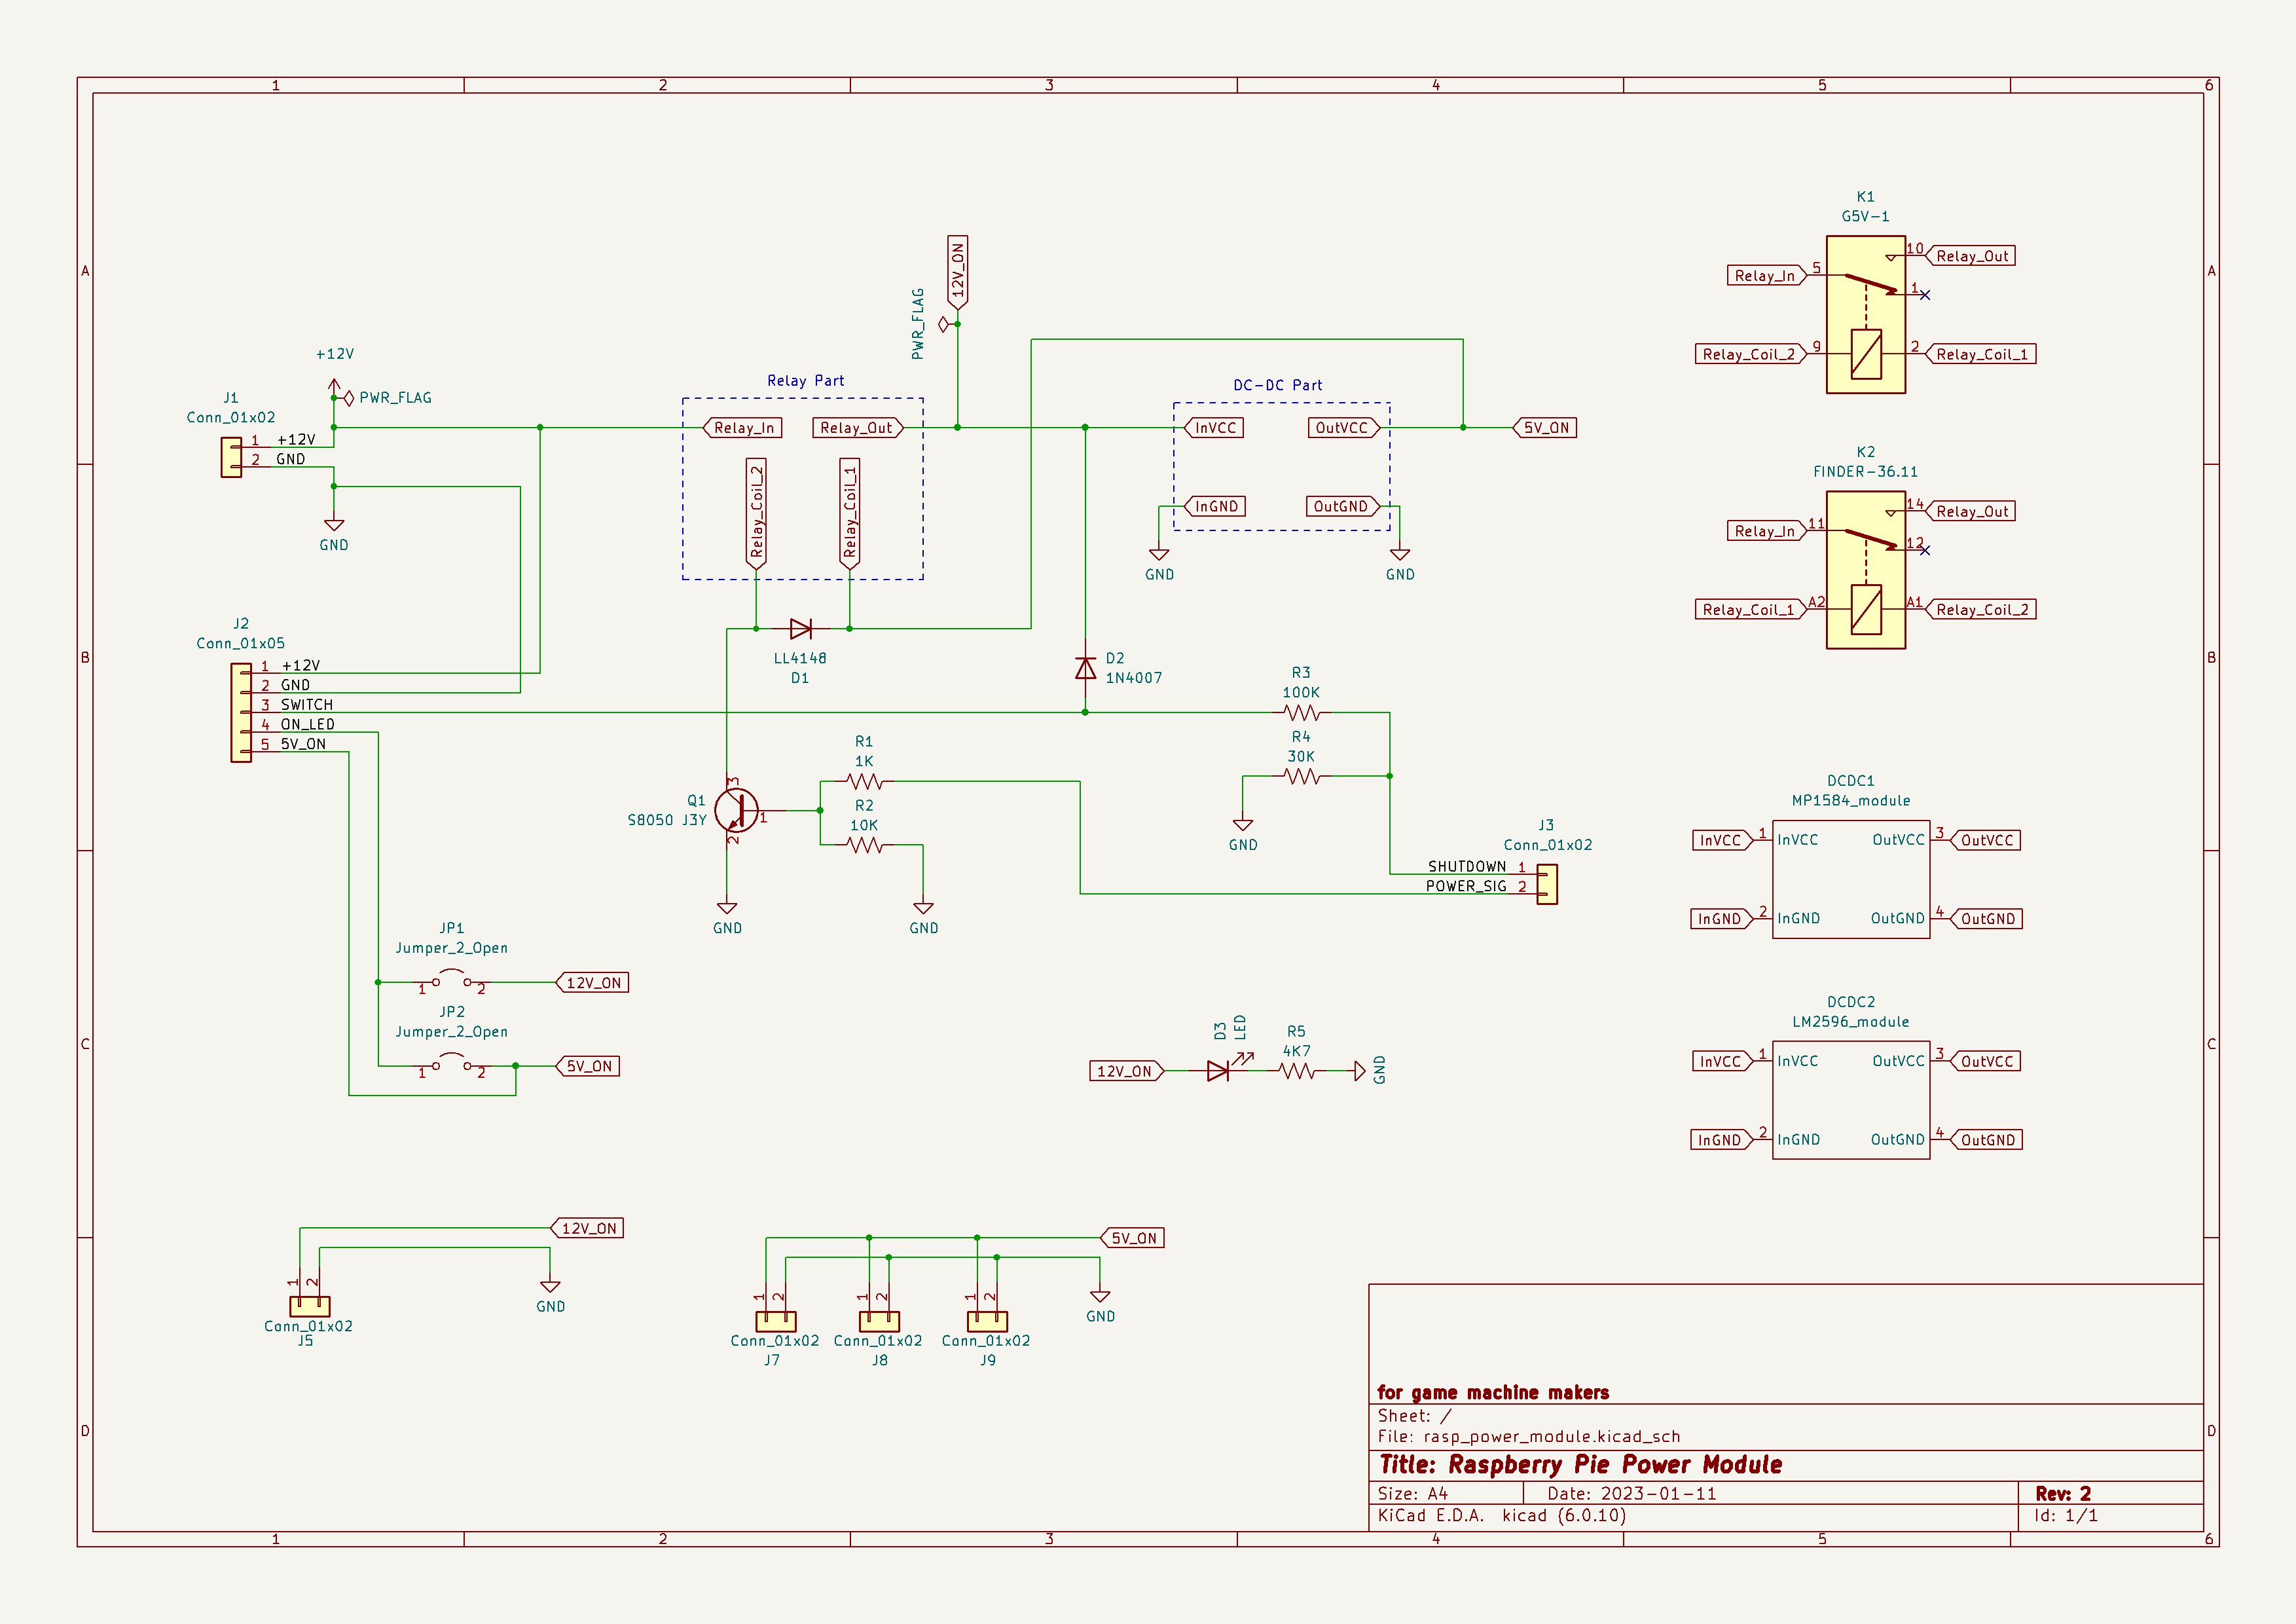 1 2 3 4 5 6
A A
B B
C C
D D
+12V
PWR_FLAG
J1
Conn_01x02
1 +12V
2 GND
GND
J2
Conn_01x05
1 +12V
2 GND
3 SWITCH
4 ON_LED
5 5V_ON
Relay Part
Relay_In
Relay_Out
Relay_Coil_2
Relay_Coil_1
12V_ON
PWR_FLAG
DC-DC Part
InVCC
OutVCC
InGND
OutGND
GND
GND
5V_ON
LL4148
D1
D2
1N4007
R3
100K
R4
30K
GND
R1
1K
R2
10K
Q1
S8050 J3Y
3
1
2
GND
GND
J3
Conn_01x02
SHUTDOWN 1
POWER_SIG 2
JP1
Jumper_2_Open
1 2
12V_ON
JP2
Jumper_2_Open
1 2
5V_ON
12V_ON
D3
LED
R5
4K7
GND
12V_ON
1 2
GND
Conn_01x02
J5
5V_ON
1 2 1 2 1 2
GND
Conn_01x02 Conn_01x02 Conn_01x02
J7 J8 J9
K1
G5V-1
10 Relay_Out
Relay_In 5
1
Relay_Coil_2 9 2 Relay_Coil_1
K2
FINDER-36.11
14 Relay_Out
Relay_In 11
12
Relay_Coil_1 A2 A1 Relay_Coil_2
DCDC1
MP1584_module
InVCC 1 InVCC OutVCC 3 OutVCC
InGND 2 InGND OutGND 4 OutGND
DCDC2
LM2596_module
InVCC 1 InVCC OutVCC 3 OutVCC
InGND 2 InGND OutGND 4 OutGND
for game machine makers
Sheet: /
File: rasp_power_module.kicad_sch
Title: Raspberry Pie Power Module
Size: A4 Date: 2023-01-11 Rev: 2
KiCad E.D.A. kicad (6.0.10) Id: 1/1
1 2 3 4 5 6